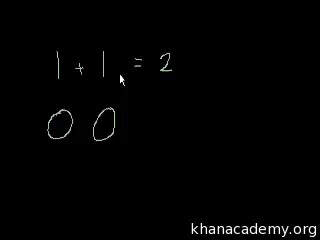 1 + 1 = 2
khanacademy.org